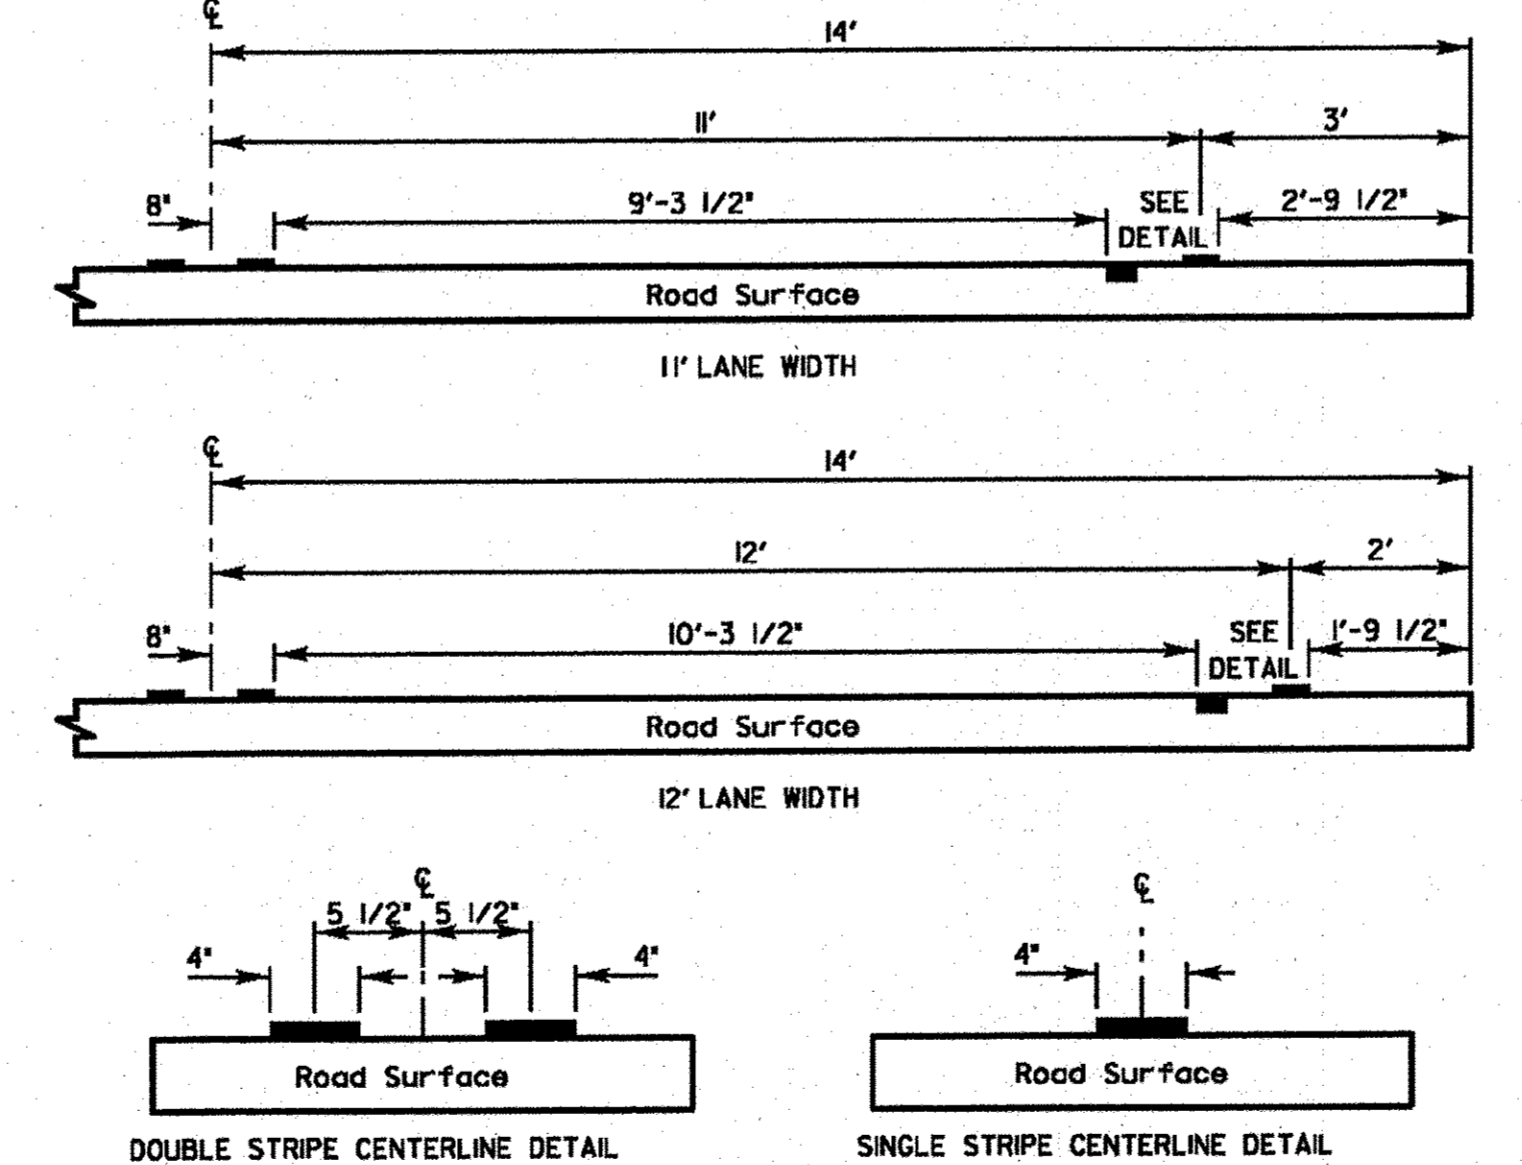 ℄
14'
11'
3'
8"
9'-3 1/2"
SEE
DETAIL
2'-9 1/2"
Road Surface
11' LANE WIDTH
℄
14'
12'
2'
8"
10'-3 1/2"
SEE
DETAIL
1'-9 1/2"
Road Surface
12' LANE WIDTH
℄
5 1/2" 5 1/2"
4"
4"
Road Surface
DOUBLE STRIPE CENTERLINE DETAIL
℄
4"
Road Surface
SINGLE STRIPE CENTERLINE DETAIL